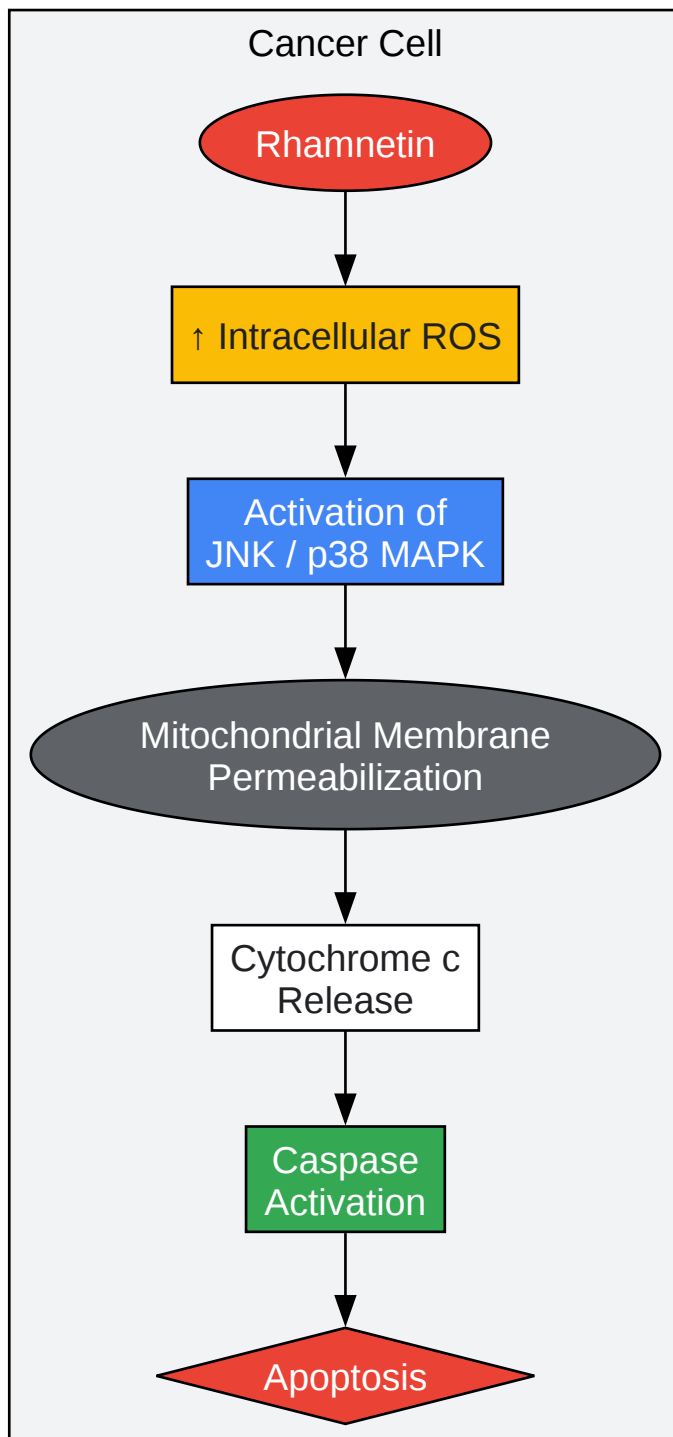 Cancer Cell
Rhamnetin
↑ Intracellular ROS
Activation of
JNK / p38 MAPK
Mitochondrial Membrane
Permeabilization
Cytochrome c
Release
Caspase
Activation
Apoptosis